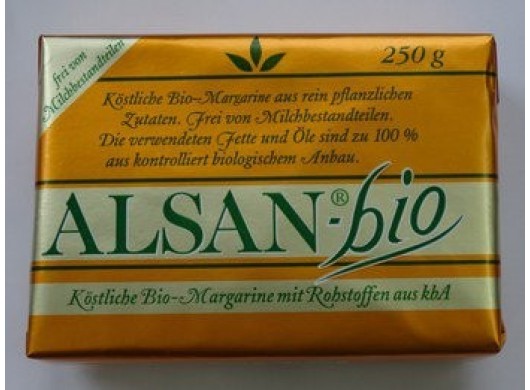 frei von
Milchbestandteilen
250 g
Köstliche Bio-Margarine aus rein pflanzlichen
Zutaten. Frei von Milchbestandteilen.
Die verwendeten Fette und Öle sind zu 100 %
aus kontrolliert biologischem Anbau.
ALSAN®-bio
Köstliche Bio-Margarine mit Rohstoffen aus kbA